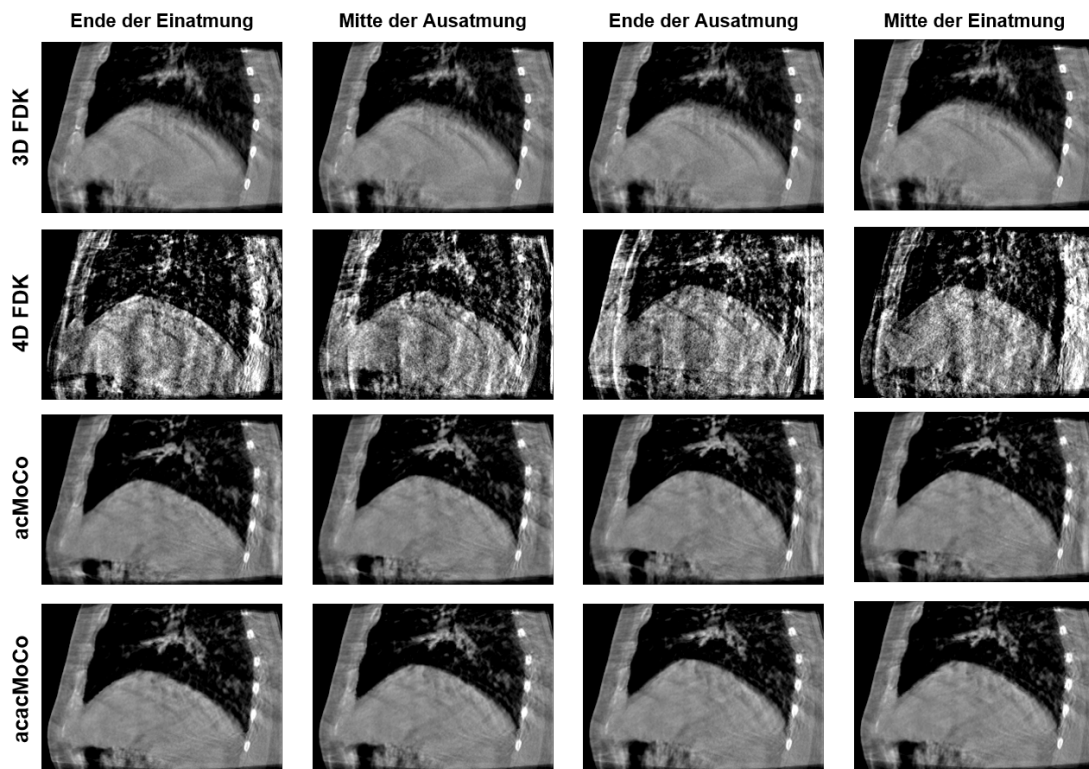 Ende der Einatmung Mitte der Ausatmung Ende der Ausatmung Mitte der Einatmung
3D FDK
4D FDK
acMoCo
acacMoCo